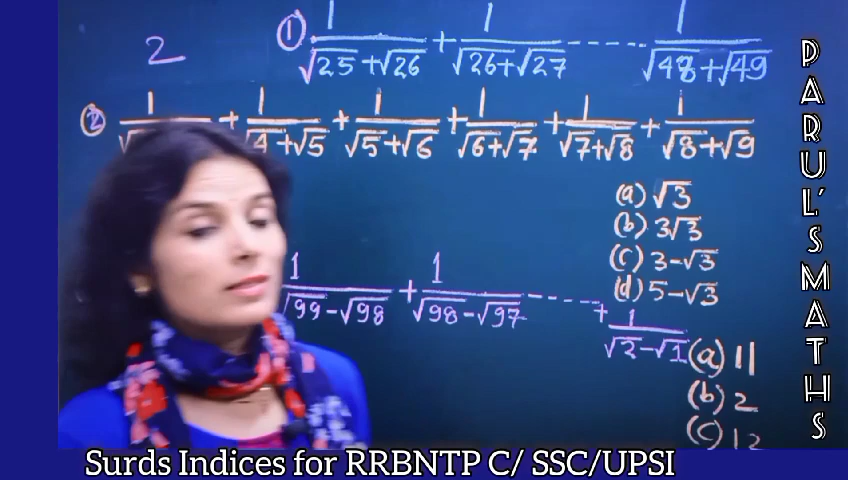 2
① 1/(√25+√26) + 1/(√26+√27) ----- 1/(√48+√49)
② 1/√ + 1/(√4+√5) + 1/(√5+√6) + 1/(√6+√7) + 1/(√7+√8) + 1/(√8+√9)
(a) √3
(b) 3√3
(c) 3-√3
(d) 5-√3
1/(√99-√98) + 1/(√98-√97) ----- + 1/(√2-√1)
(a) 11
(b) 2
(c) 12
PARUL'S MATHS
Surds Indices for RRBNTP C/ SSC/UPSI